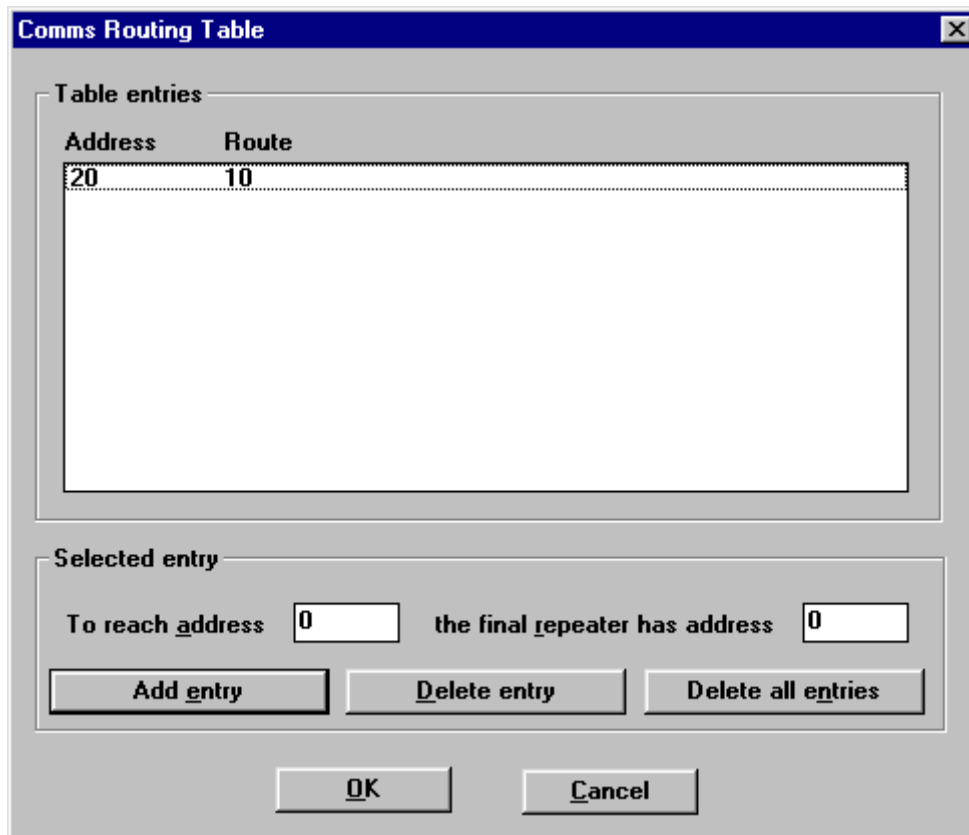 Comms Routing Table
Table entries
Address Route
20 10
Selected entry
To reach address 0 the final repeater has address 0
Add entry Delete entry Delete all entries
OK Cancel